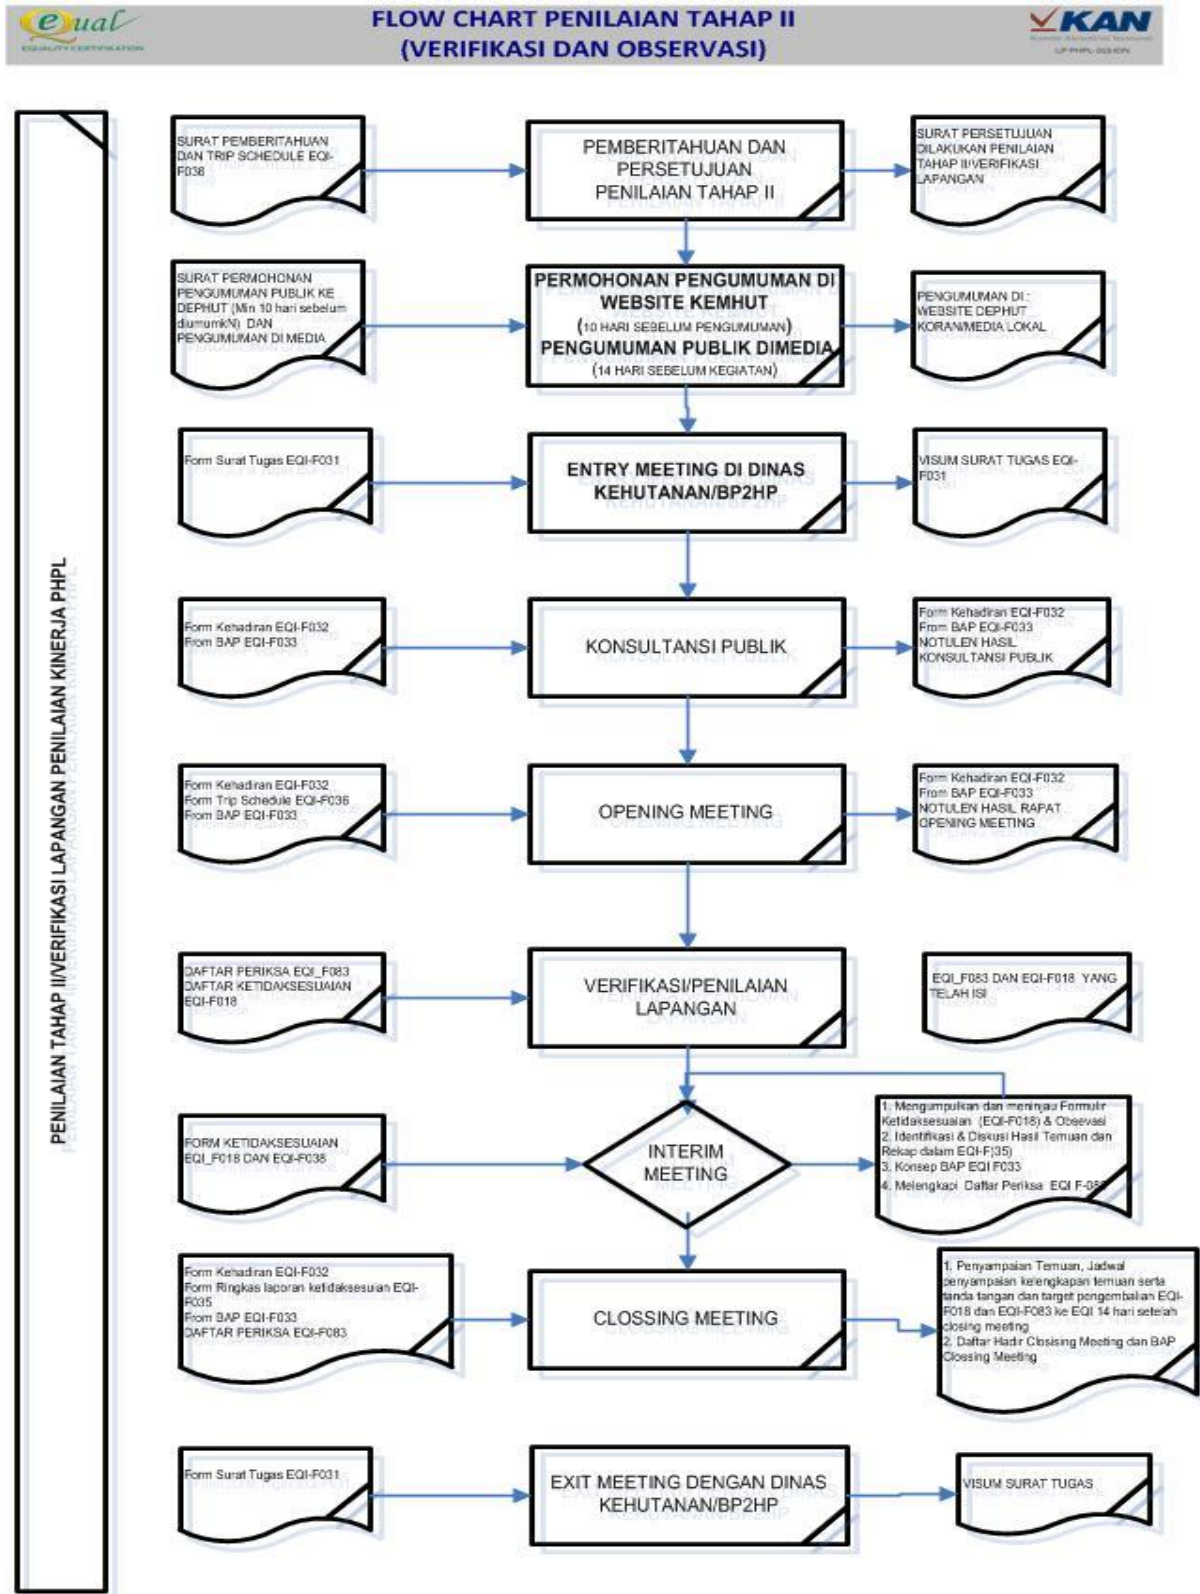 equal
EQUALITY CERTIFICATION
FLOW CHART PENILAIAN TAHAP II
(VERIFIKASI DAN OBSERVASI)
KAN
Komite Akreditasi Nasional
PENILAIAN TAHAP II/VERIFIKASI LAPANGAN PENILAIAN KINERJA PHPL
SURAT PEMBERITAHUAN
DAN TRIP SCHEDULE EQI-
F036
PEMBERITAHUAN DAN
PERSETUJUAN
PENILAIAN TAHAP II
SURAT PERSETUJUAN
DILAKUKAN PENILAIAN
TAHAP II/VERIFIKASI
LAPANGAN
SURAT PERMOHONAN
PENGUMUMAN PUBLIK KE
DEPHUT (Min 10 hari sebelum
diumumkN) DAN
PENGUMUMAN DI MEDIA
PERMOHONAN PENGUMUMAN DI
WEBSITE KEMHUT
(10 HARI SEBELUM PENGUMUMAN)
PENGUMUMAN PUBLIK DIMEDIA
(14 HARI SEBELUM KEGIATAN)
PENGUMUMAN DI :
WEBSITE DEPHUT
KORAN/MEDIA LOKAL
Form Surat Tugas EQI-F031
ENTRY MEETING DI DINAS
KEHUTANAN/BP2HP
VISUM SURAT TUGAS EQI-
F031
Form Kehadiran EQI-F032
From BAP EQI-F033
KONSULTANSI PUBLIK
Form Kehadiran EQI-F032
From BAP EQI-F033
NOTULEN HASIL
KONSULTANSI PUBLIK
Form Kehadiran EQI-F032
Form Trip Schedule EQI-F036
From BAP EQI-F033
OPENING MEETING
Form Kehadiran EQI-F032
From BAP EQI-F033
NOTULEN HASIL RAPAT
OPENING MEETING
DAFTAR PERIKSA EQI_F083
DAFTAR KETIDAKSESUAIAN
EQI-F018
VERIFIKASI/PENILAIAN
LAPANGAN
EQI_F083 DAN EQI-F018 YANG
TELAH ISI
FORM KETIDAKSESUAIAN
EQI_F018 DAN EQI-F038
INTERIM
MEETING
1. Mengumpulkan dan meninjau Formulir
Ketidaksesuaian (EQI-F018) & Obsevasi
2. Identifikasi & Diskusi Hasil Temuan dan
Rekap dalam EQI-F(35)
3. Konsep BAP EQI F033
4. Melengkapi Daftar Periksa EQI
Form Kehadiran EQI-F032
Form Ringkas laporan ketidaksesuian EQI-
F035
From BAP EQI-F033
DAFTAR PERIKSA EQI-F083
CLOSSING MEETING
1. Penyampaian Temuan, Jadwal
penyampaian kelengkapan temuan serta
tanda tangan dan target pengembalian EQI-
F018 dan EQI-F083 ke EQI 14 hari setelah
closing meeting
2. Daftar Hadir Closising Meeting dan BAP
Clossing Meeting
Form Surat Tugas EQI-F031
EXIT MEETING DENGAN DINAS
KEHUTANAN/BP2HP
VISUM SURAT TUGAS